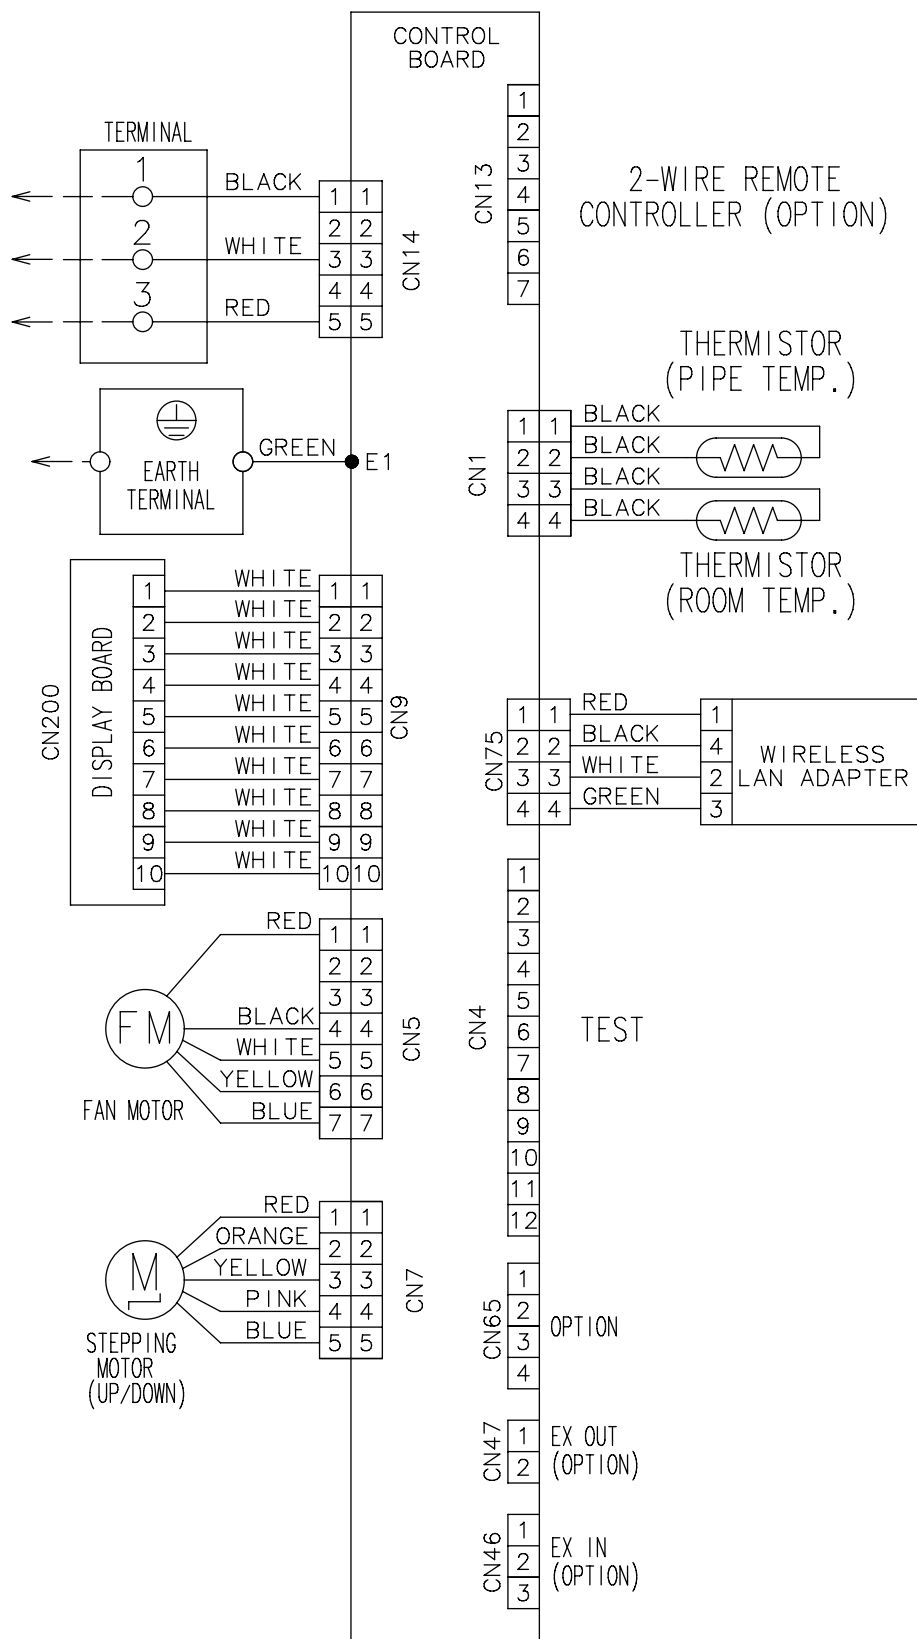 CONTROL
BOARD
TERMINAL
1
BLACK
2
WHITE
3
RED
1 1
2 2
3 3
4 4
5 5
CN14
EARTH
TERMINAL
GREEN
E1
CN200
DISPLAY BOARD
1 WHITE 1 1
2 WHITE 2 2
3 WHITE 3 3
4 WHITE 4 4
5 WHITE 5 5
6 WHITE 6 6
7 WHITE 7 7
8 WHITE 8 8
9 WHITE 9 9
10 WHITE 10 10
CN9
FM
FAN MOTOR
RED 1 1
2 2
3 3
BLACK 4 4
WHITE 5 5
YELLOW 6 6
BLUE 7 7
CN5
M
STEPPING
MOTOR
(UP/DOWN)
RED 1 1
ORANGE 2 2
YELLOW 3 3
PINK 4 4
BLUE 5 5
CN7
CN13
1
2
3
4
5
6
7
2-WIRE REMOTE
CONTROLLER (OPTION)
THERMISTOR
(PIPE TEMP.)
CN1
1 1 BLACK
2 2 BLACK
3 3 BLACK
4 4 BLACK
THERMISTOR
(ROOM TEMP.)
CN75
1 1 RED 1
2 2 BLACK 4
3 3 WHITE 2
4 4 GREEN 3
WIRELESS
LAN ADAPTER
CN4
1
2
3
4
5
6
7
8
9
10
11
12
TEST
CN65
1
2
3
4
OPTION
CN47
1
2
EX OUT
(OPTION)
CN46
1
2
3
EX IN
(OPTION)